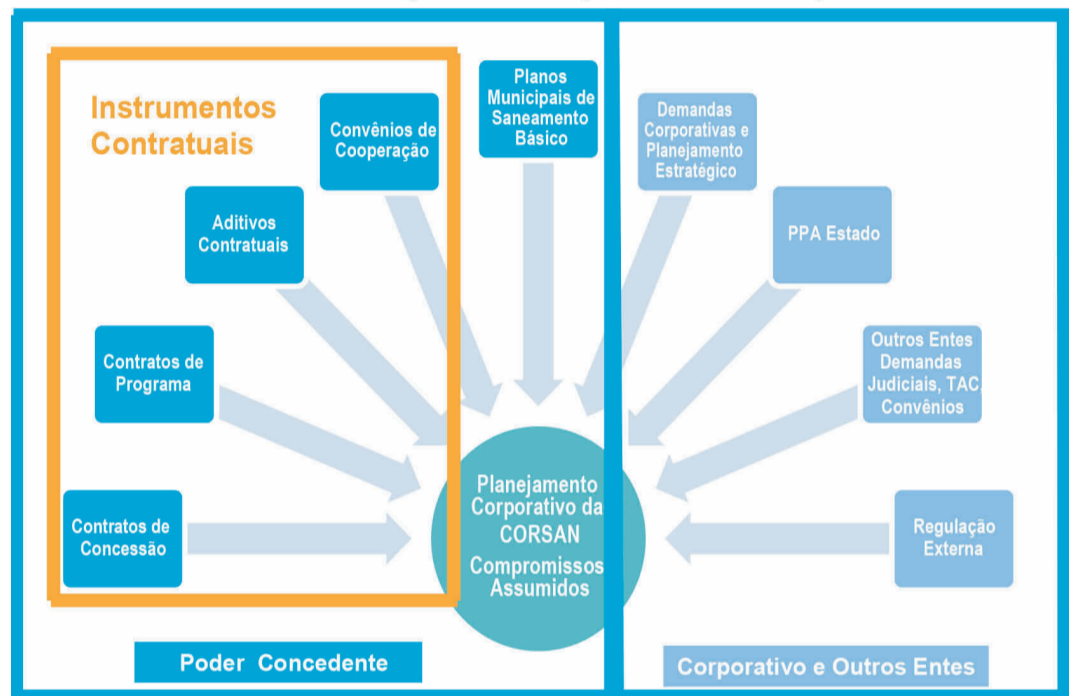 Instrumentos
Contratuais
Convênios de
Cooperação
Aditivos
Contratuais
Contratos de
Programa
Contratos de
Concessão
Planos
Municipais de
Saneamento
Básico
Demandas
Corporativas e
Planejamento
Estratégico
PPA Estado
Outros Entes
Demandas
Judiciais, TAC,
Convênios
Regulação
Externa
Planejamento
Corporativo da
CORSAN
Compromissos
Assumidos
Poder Concedente
Corporativo e Outros Entes